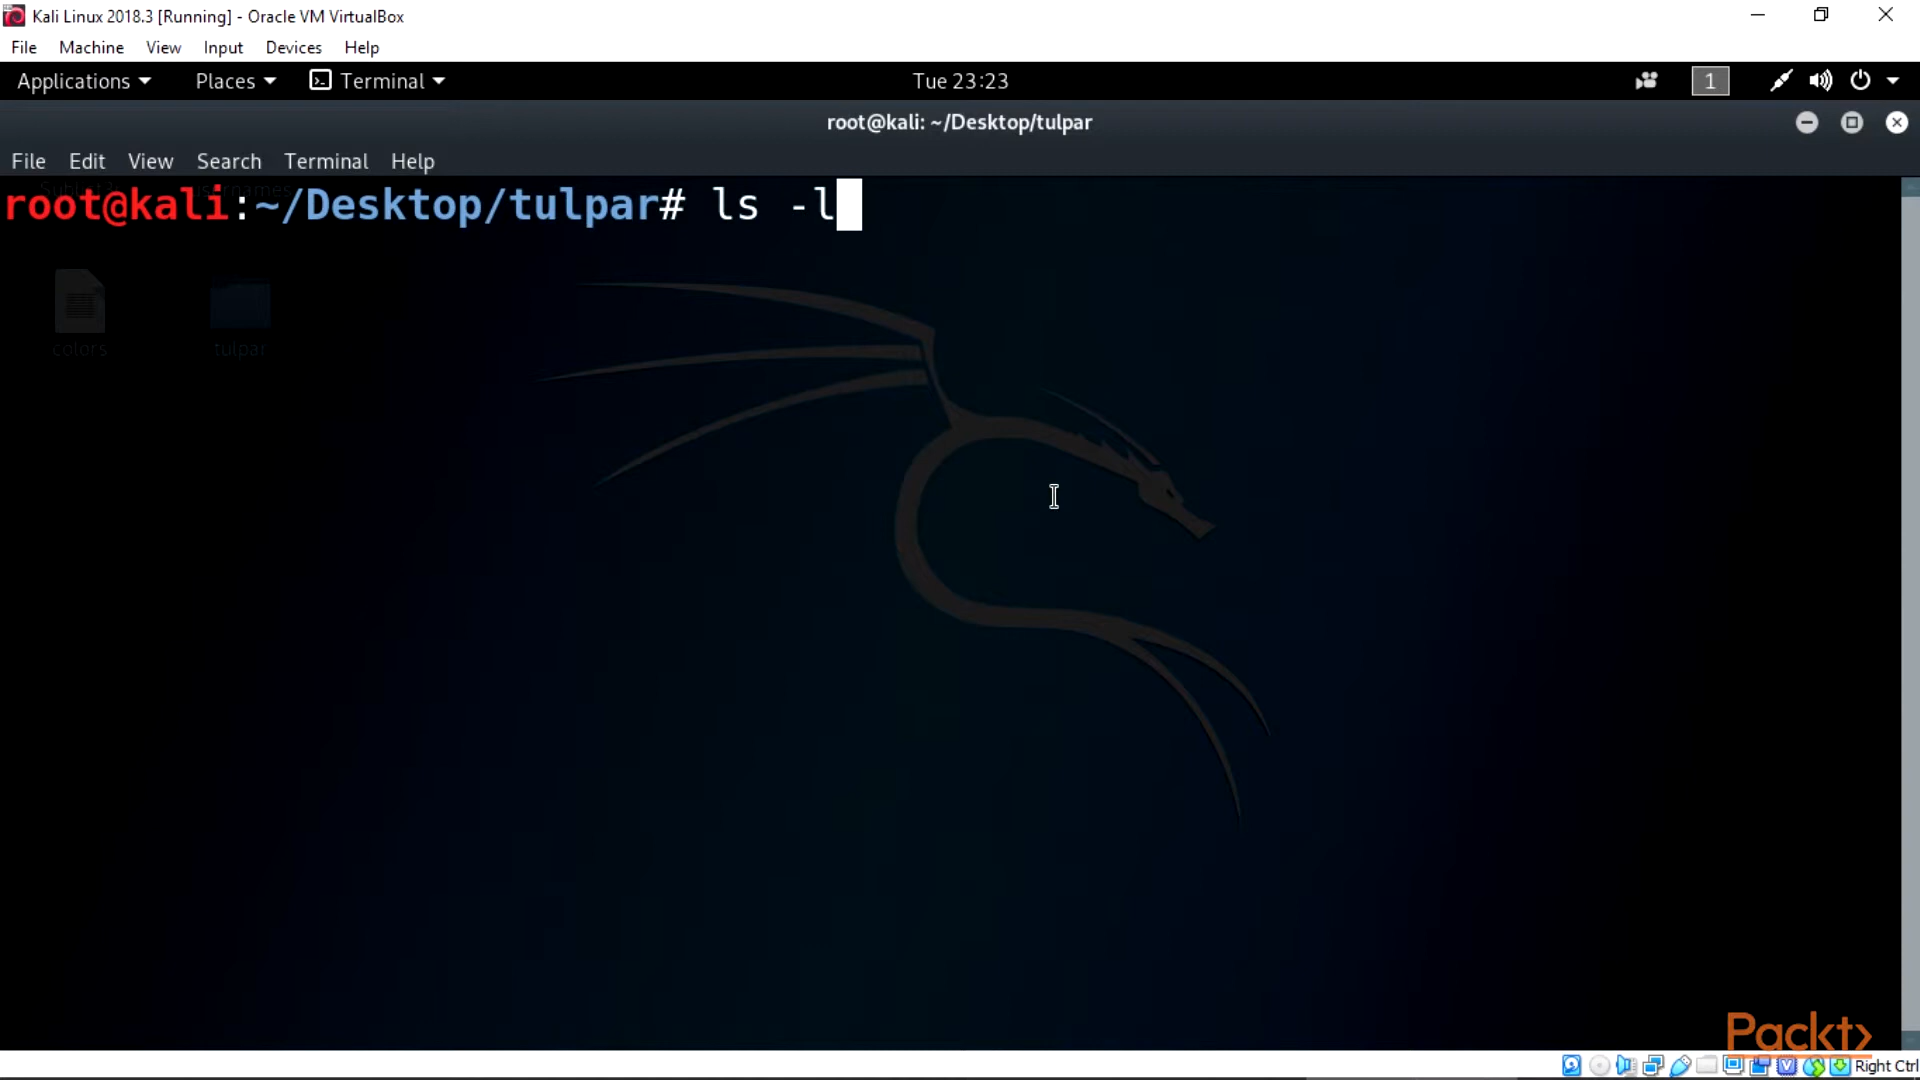 Kali Linux 2018.3 [Running] - Oracle VM VirtualBox
File Machine View Input Devices Help
Applications Places Terminal Tue 23:23 1
root@kali: ~/Desktop/tulpar
File Edit View Search Terminal Help
root@kali:~/Desktop/tulpar# ls -l
colors tulpar
Packt>
V Right Ctrl